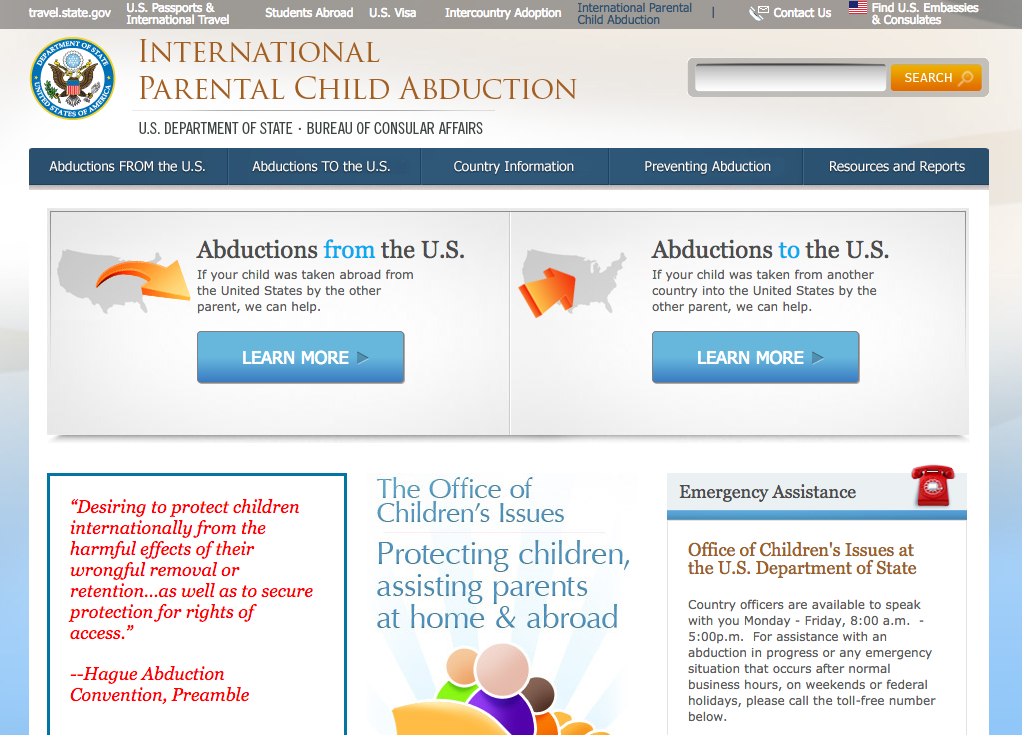 travel.state.gov
U.S. Passports &
International Travel
Students Abroad
U.S. Visa
Intercountry Adoption
International Parental
Child Abduction
|
Contact Us
Find U.S. Embassies
& Consulates
DEPARTMENT OF STATE
UNITED STATES OF AMERICA
INTERNATIONAL
PARENTAL CHILD ABDUCTION
U.S. DEPARTMENT OF STATE · BUREAU OF CONSULAR AFFAIRS
SEARCH
Abductions FROM the U.S.
Abductions TO the U.S.
Country Information
Preventing Abduction
Resources and Reports
Abductions from the U.S.
If your child was taken abroad from
the United States by the other
parent, we can help.
LEARN MORE
Abductions to the U.S.
If your child was taken from another
country into the United States by the
other parent, we can help.
LEARN MORE
“Desiring to protect children
internationally from the
harmful effects of their
wrongful removal or
retention...as well as to secure
protection for rights of
access.”
--Hague Abduction
Convention, Preamble
The Office of
Children’s Issues
Protecting children,
assisting parents
at home & abroad
Emergency Assistance
Office of Children's Issues at
the U.S. Department of State
Country officers are available to speak
with you Monday - Friday, 8:00 a.m. -
5:00p.m. For assistance with an
abduction in progress or any emergency
situation that occurs after normal
business hours, on weekends or federal
holidays, please call the toll-free number
below.